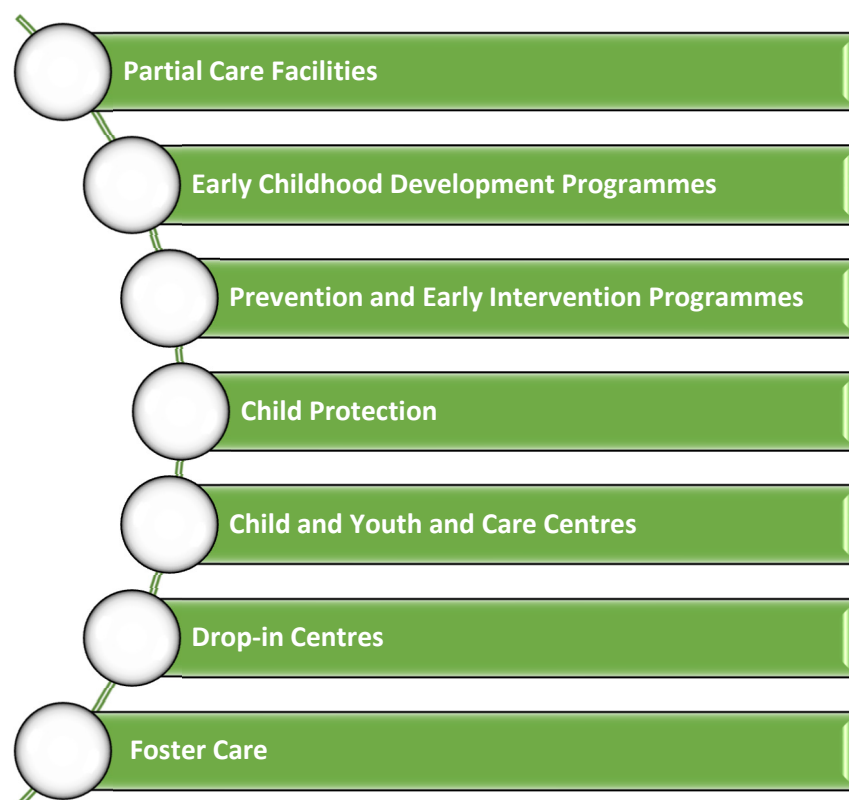 Partial Care Facilities
Early Childhood Development Programmes
Prevention and Early Intervention Programmes
Child Protection
Child and Youth and Care Centres
Drop-in Centres
Foster Care